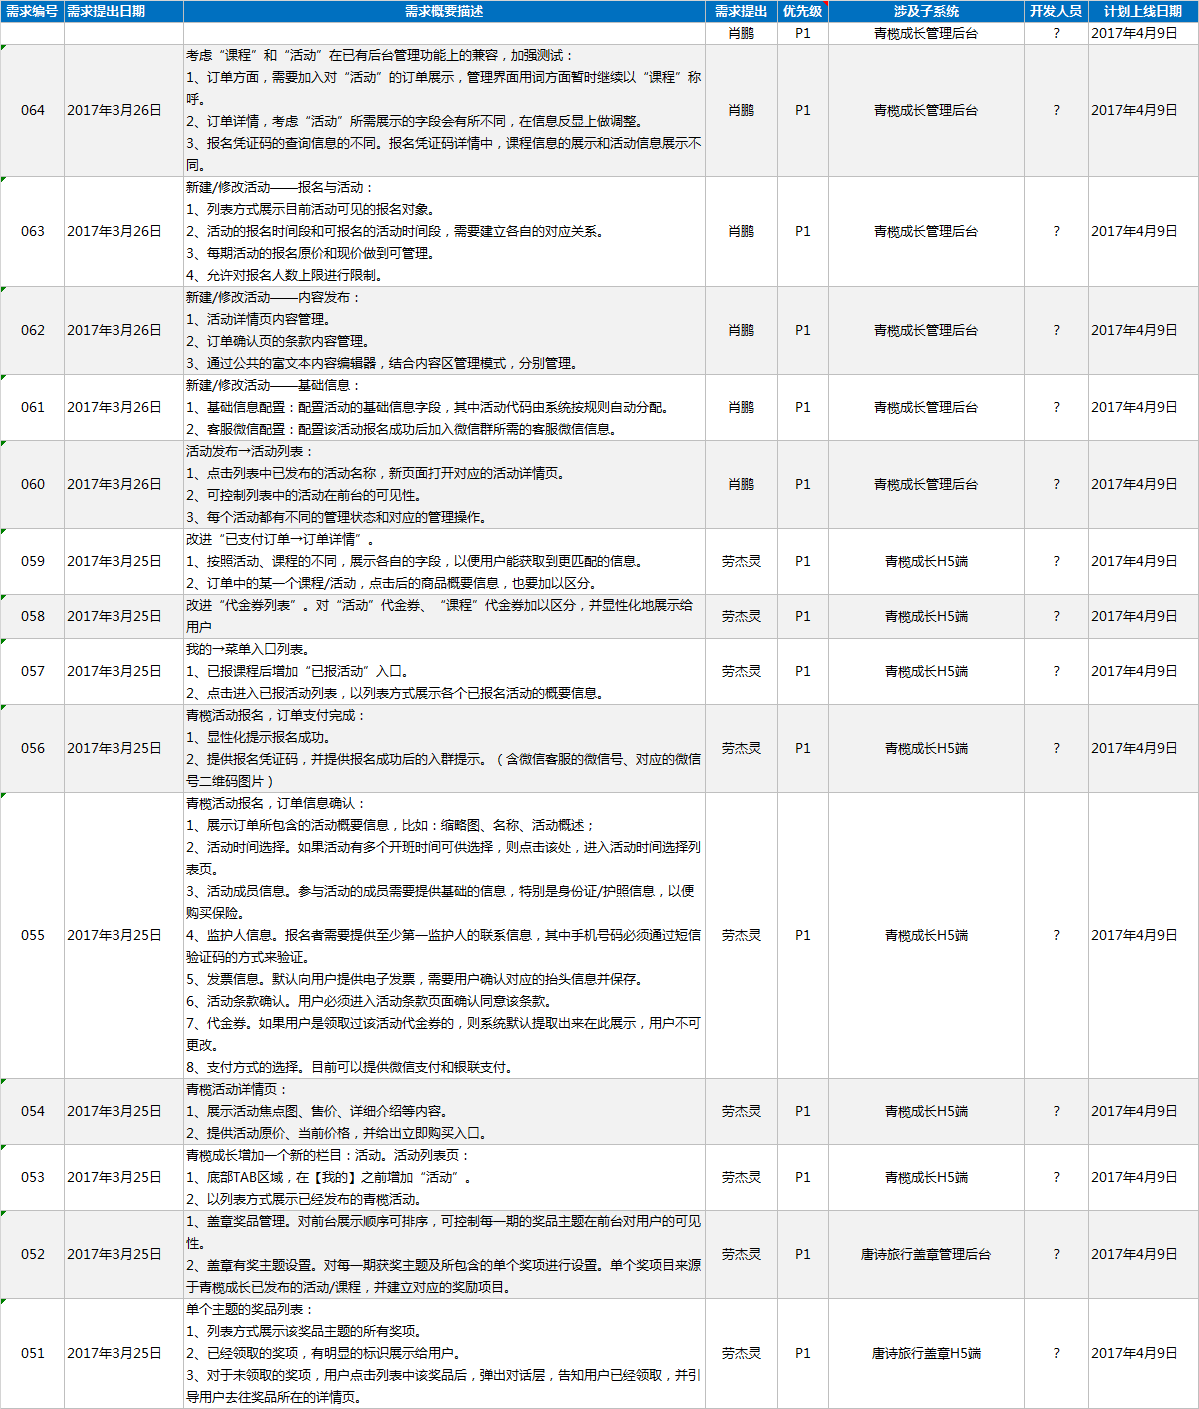 需求编号 需求提出日期 需求概要描述 需求提出 优先级 涉及子系统 开发人员 计划上线日期
肖鹏 P1 青榄成长管理后台 ? 2017年4月9日
考虑“课程”和“活动”在已有后台管理功能上的兼容，加强测试：
1、订单方面，需要加入对“活动”的订单展示，管理界面用词方面暂时继续以“课程”称
呼。
064 2017年3月26日 2、订单详情，考虑“活动”所需展示的字段会有所不同，在信息反显上做调整。 肖鹏 P1 青榄成长管理后台 ? 2017年4月9日
3、报名凭证码的查询信息的不同。报名凭证码详情中，课程信息的展示和活动信息展示不
同。
新建/修改活动——报名与活动：
1、列表方式展示目前活动可见的报名对象。
063 2017年3月26日 2、活动的报名时间段和可报名的活动时间段，需要建立各自的对应关系。 肖鹏 P1 青榄成长管理后台 ? 2017年4月9日
3、每期活动的报名原价和现价做到可管理。
4、允许对报名人数上限进行限制。
新建/修改活动——内容发布：
1、活动详情页内容管理。
062 2017年3月26日 2、订单确认页的条款内容管理。 肖鹏 P1 青榄成长管理后台 ? 2017年4月9日
3、通过公共的富文本内容编辑器，结合内容区管理模式，分别管理。
新建/修改活动——基础信息：
061 2017年3月26日 1、基础信息配置：配置活动的基础信息字段，其中活动代码由系统按规则自动分配。 肖鹏 P1 青榄成长管理后台 ? 2017年4月9日
2、客服微信配置：配置该活动报名成功后加入微信群所需的客服微信信息。
活动发布→活动列表：
1、点击列表中已发布的活动名称，新页面打开对应的活动详情页。
060 2017年3月26日 2、可控制列表中的活动在前台的可见性。 肖鹏 P1 青榄成长管理后台 ? 2017年4月9日
3、每个活动都有不同的管理状态和对应的管理操作。
改进“已支付订单→订单详情”。
059 2017年3月25日 1、按照活动、课程的不同，展示各自的字段，以便用户能获取到更匹配的信息。 劳杰灵 P1 青榄成长H5端 ? 2017年4月9日
2、订单中的某一个课程/活动，点击后的商品概要信息，也要加以区分。
058 2017年3月25日 改进“代金券列表”。对“活动”代金券、“课程”代金券加以区分，并显性化地展示给 劳杰灵 P1 青榄成长H5端 ? 2017年4月9日
用户
我的→菜单入口列表。
057 2017年3月25日 1、已报课程后增加“已报活动”入口。 劳杰灵 P1 青榄成长H5端 ? 2017年4月9日
2、点击进入已报活动列表，以列表方式展示各个已报名活动的概要信息。
青榄活动报名，订单支付完成：
1、显性化提示报名成功。
056 2017年3月25日 2、提供报名凭证码，并提供报名成功后的入群提示。（含微信客服的微信号、对应的微信 劳杰灵 P1 青榄成长H5端 ? 2017年4月9日
号二维码图片）
青榄活动报名，订单信息确认：
1、展示订单所包含的活动概要信息，比如：缩略图、名称、活动概述；
2、活动时间选择。如果活动有多个开班时间可供选择，则点击该处，进入活动时间选择列
表页。
3、活动成员信息。参与活动的成员需要提供基础的信息，特别是身份证/护照信息，以便
购买保险。
055 2017年3月25日 4、监护人信息。报名者需要提供至少第一监护人的联系信息，其中手机号码必须通过短信 劳杰灵 P1 青榄成长H5端 ? 2017年4月9日
验证码的方式来验证。
5、发票信息。默认向用户提供电子发票，需要用户确认对应的抬头信息并保存。
6、活动条款确认。用户必须进入活动条款页面确认同意该条款。
7、代金券。如果用户是领取过该活动代金券的，则系统默认提取出来在此展示，用户不可
更改。
8、支付方式的选择。目前可以提供微信支付和银联支付。
青榄活动详情页：
054 2017年3月25日 1、展示活动焦点图、售价、详细介绍等内容。 劳杰灵 P1 青榄成长H5端 ? 2017年4月9日
2、提供活动原价、当前价格，并给出立即购买入口。
青榄成长增加一个新的栏目：活动。活动列表页：
053 2017年3月25日 1、底部TAB区域，在【我的】之前增加“活动”。 劳杰灵 P1 青榄成长H5端 ? 2017年4月9日
2、以列表方式展示已经发布的青榄活动。
1、盖章奖品管理。对前台展示顺序可排序，可控制每一期的奖品主题在前台对用户的可见
性。
052 2017年3月25日 2、盖章有奖主题设置。对每一期获奖主题及所包含的单个奖项进行设置。单个奖项目来源 劳杰灵 P1 唐诗旅行盖章管理后台 ? 2017年4月9日
于青榄成长已发布的活动/课程，并建立对应的奖励项目。
单个主题的奖品列表：
1、列表方式展示该奖品主题的所有奖项。
051 2017年3月25日 2、已经领取的奖项，有明显的标识展示给用户。 劳杰灵 P1 唐诗旅行盖章H5端 ? 2017年4月9日
3、对于未领取的奖项，用户点击列表中该奖品后，弹出对话层，告知用户已经领取，并引
导用户去往奖品所在的详情页。